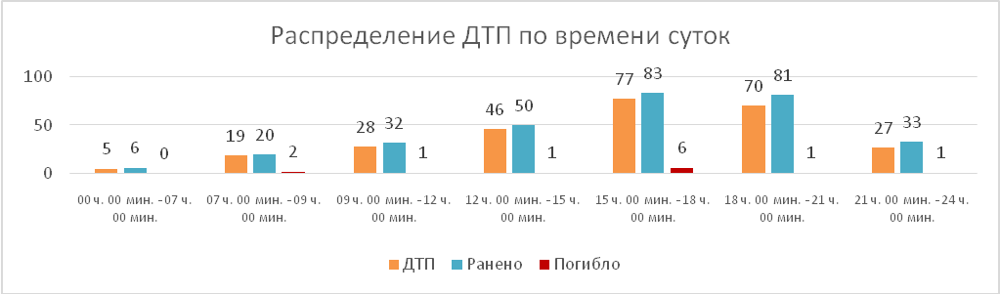 Распределение ДТП по времени суток
100
50
0
5 6 0
19 20 2
28 32 1
46 50 1
77 83 6
70 81 1
27 33 1
00 ч. 00 мин. -07 ч.
00 мин.
07 ч. 00 мин. -09 ч.
00 мин.
09 ч. 00 мин. -12 ч.
00 мин.
12 ч. 00 мин. -15 ч.
00 мин.
15 ч. 00 мин. -18 ч.
00 мин.
18 ч. 00 мин. -21 ч.
00 мин.
21 ч. 00 мин. -24 ч.
00 мин.
ДТП Ранено Погибло